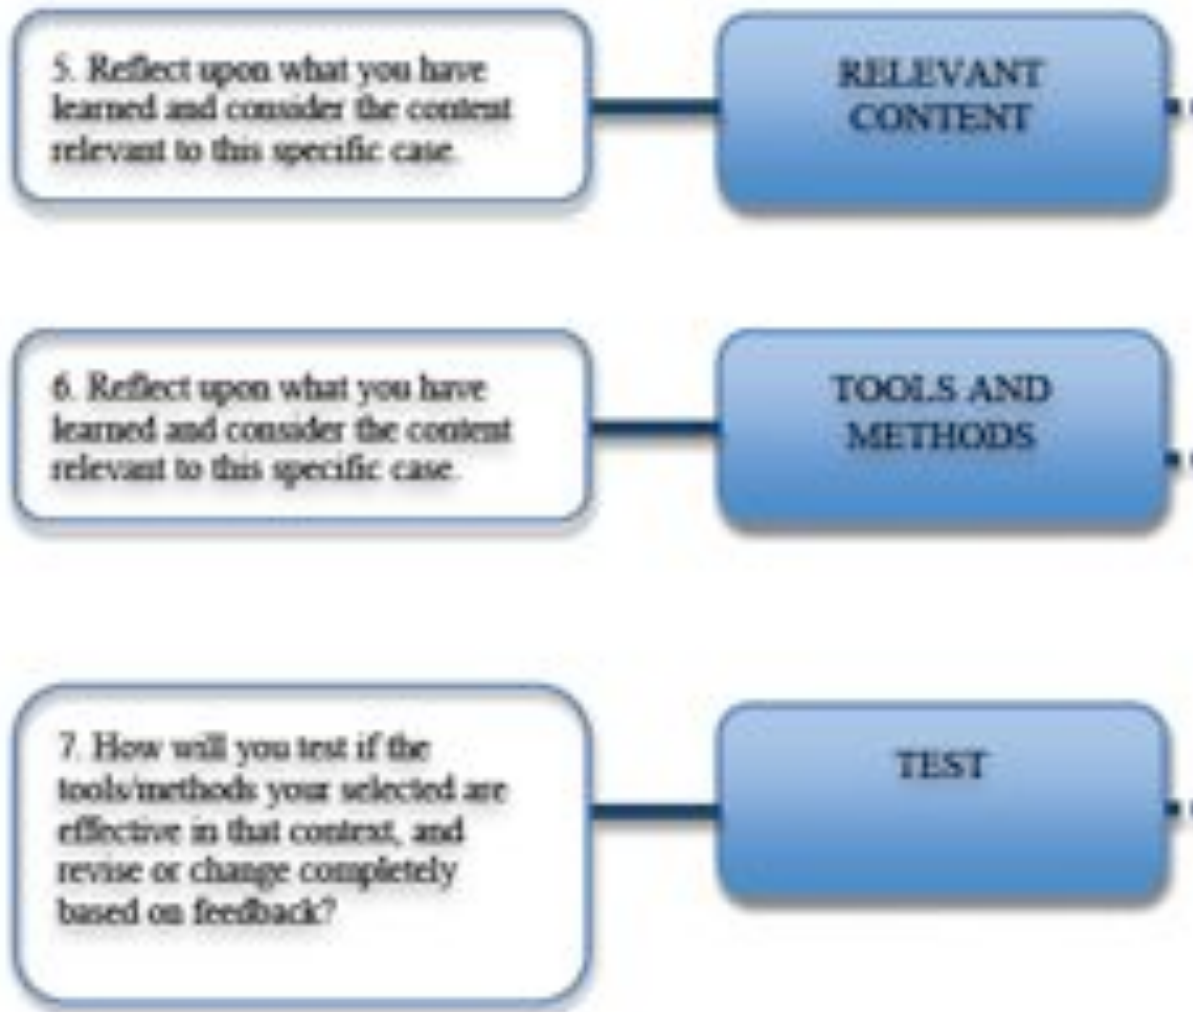 5. Reflect upon what you have
learned and consider the content
relevant to this specific case.
RELEVANT
CONTENT
6. Reflect upon what you have
learned and consider the content
relevant to this specific case.
TOOLS AND
METHODS
7. How will you test if the
tools/methods your selected are
effective in that context, and
revise or change completely
based on feedback?
TEST